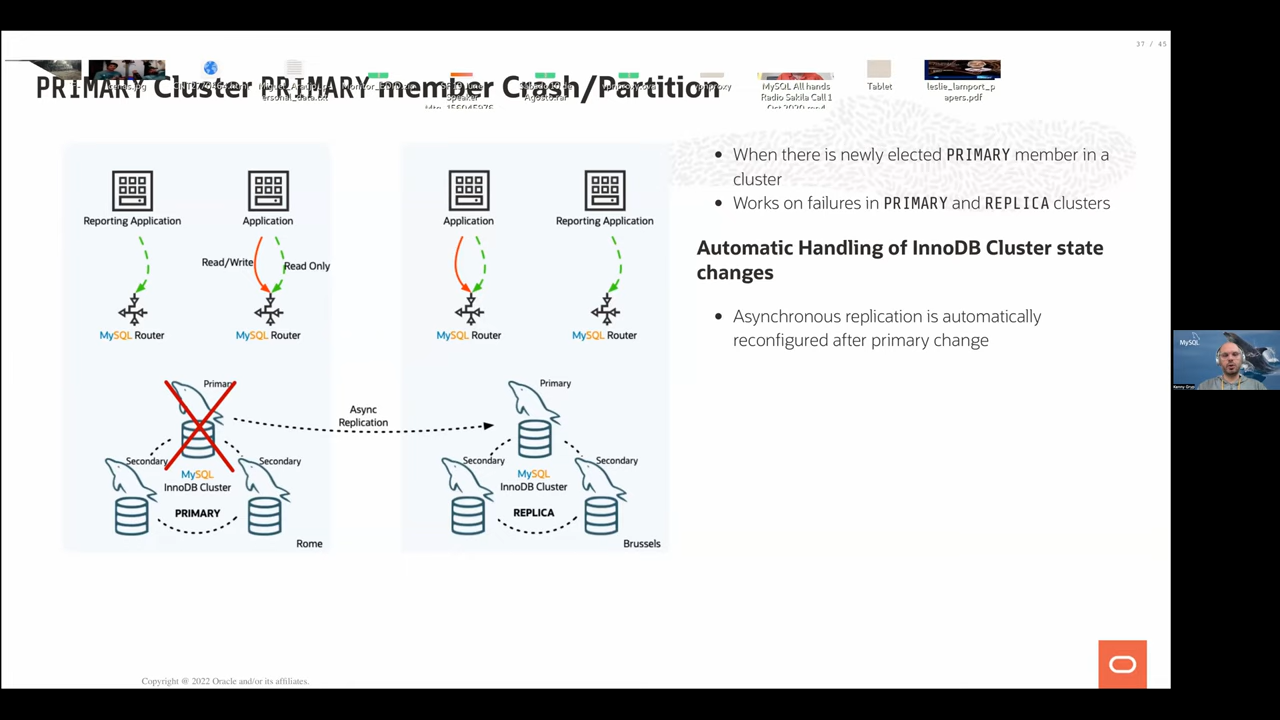 37 / 45
PRIMARY Cluster PRIMARY member Crash/Partition
MySQL All hands
Radio Sakila Call 1
Tablet
leslie_lamport_p
apers.pdf
Reporting Application
Application
Application
Reporting Application
Read/Write
Read Only
MySQL Router
MySQL Router
MySQL Router
MySQL Router
Primary
Primary
Async
Replication
Secondary
Secondary
Secondary
Secondary
MySQL
InnoDB Cluster
PRIMARY
MySQL
InnoDB Cluster
REPLICA
Rome
Brussels
When there is newly elected PRIMARY member in a
cluster
Works on failures in PRIMARY and REPLICA clusters
Automatic Handling of InnoDB Cluster state
changes
Asynchronous replication is automatically
reconfigured after primary change
MySQL
Copyright @ 2022 Oracle and/or its affiliates.